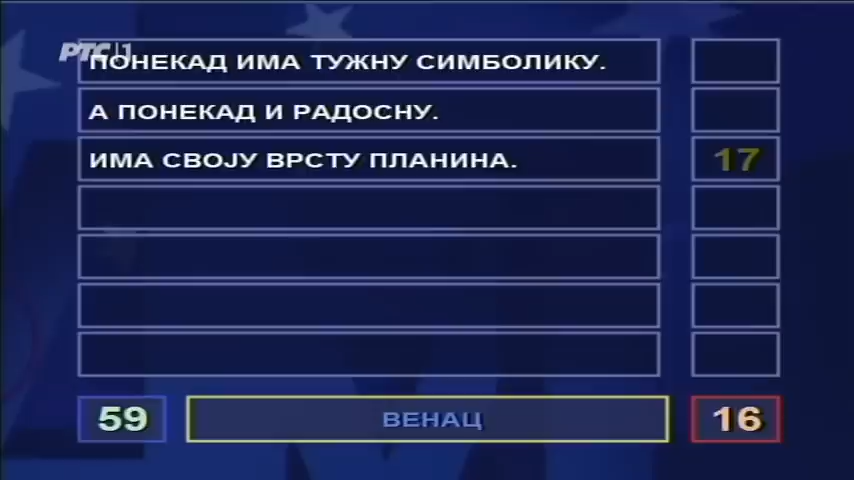 РТС 1
ПОНЕКАД ИМА ТУЖНУ СИМБОЛИКУ.
А ПОНЕКАД И РАДОСНУ.
ИМА СВОЈУ ВРСТУ ПЛАНИНА. 17
59 ВЕНАЦ 16